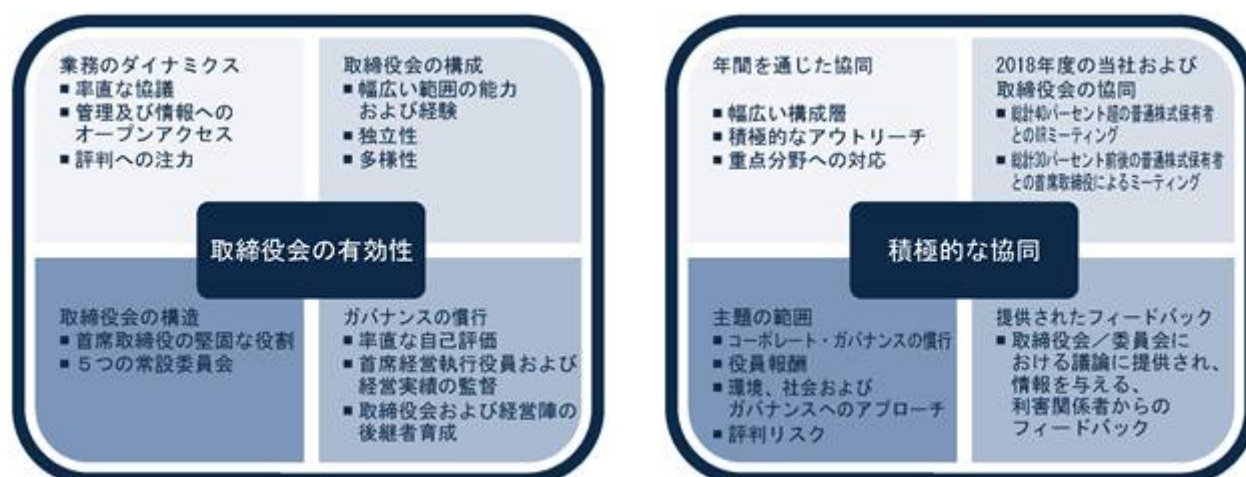 業務のダイナミクス
■ 率直な協議
■ 管理及び情報への
オープンアクセス
■ 評判への注力
取締役会の構成
■ 幅広い範囲の能力
および経験
■ 独立性
■ 多様性
取締役会の有効性
取締役会の構造
■ 首席取締役の堅固な役割
■ 5つの常設委員会
ガバナンスの慣行
■ 率直な自己評価
■ 首席経営執行役員および
経営実績の監督
■ 取締役会および経営陣の
後継者育成
年間を通じた協同
■ 幅広い構成層
■ 積極的なアウトリーチ
■ 重点分野への対応
2018年度の当社および
取締役会の協同
■ 総計40パーセント超の普通株式保有者
とのIRミーティング
■ 総計30パーセント前後の普通株式保有者
との首席取締役によるミーティング
積極的な協同
主題の範囲
■ コーポレート・ガバナンスの慣行
■ 役員報酬
■ 環境、社会および
ガバナンスへのアプローチ
■ 評判リスク
提供されたフィードバック
■ 取締役会／委員会に
おける議論に提供され、
情報を与える、
利害関係者からの
フィードバック